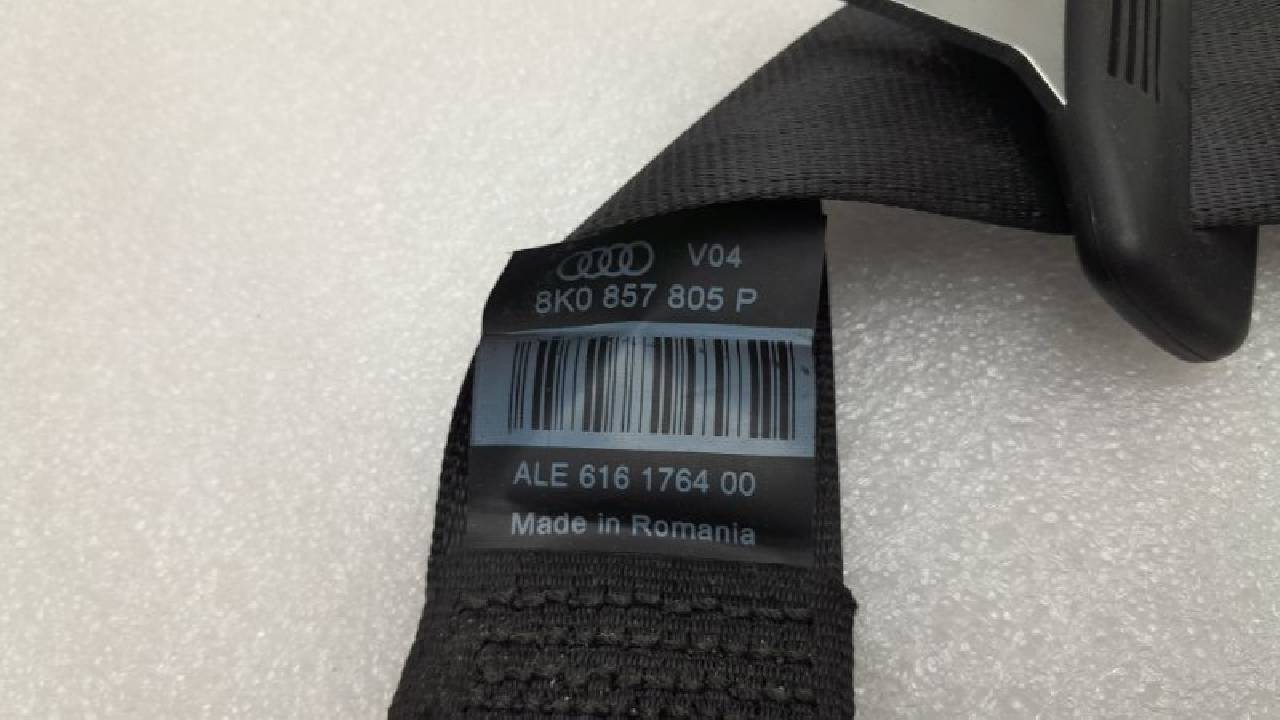 V04
8K0 857 805 P
ALE 616 1764 00
Made in Romania